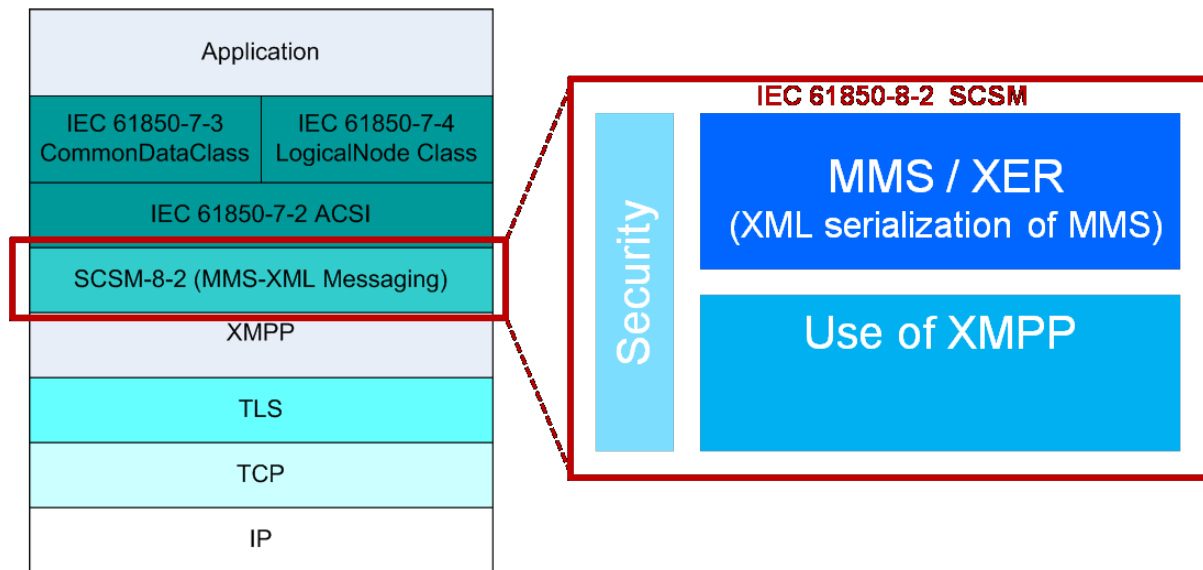 Application
IEC 61850-7-3
CommonDataClass
IEC 61850-7-4
LogicalNode Class
IEC 61850-7-2 ACSI
SCSM-8-2 (MMS-XML Messaging)
XMPP
TLS
TCP
IP
IEC 61850-8-2 SCSM
Security
MMS / XER
(XML serialization of MMS)
Use of XMPP